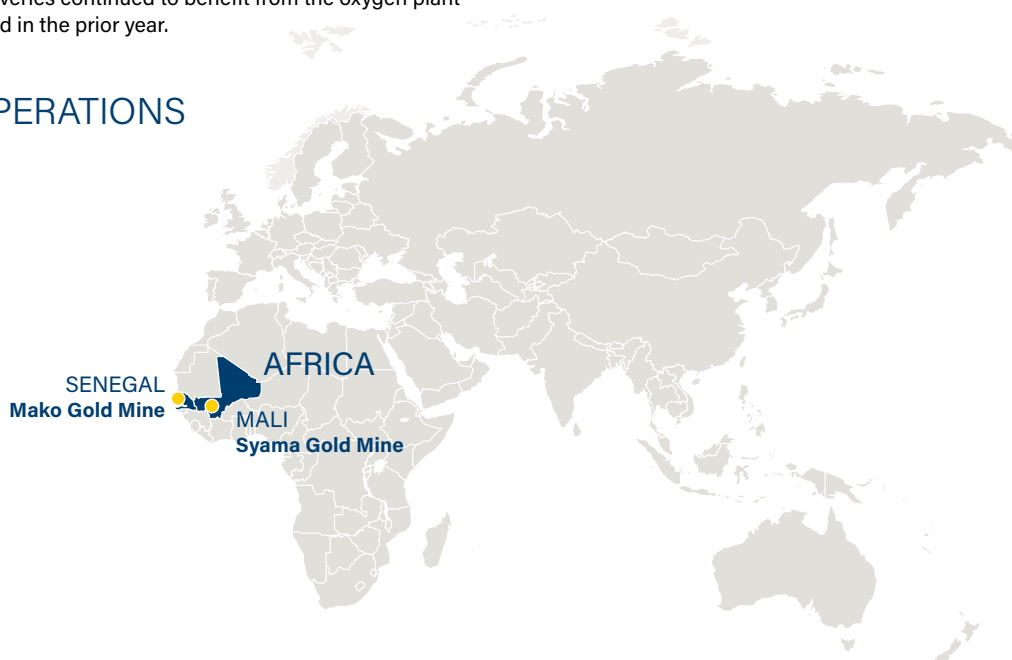 veries continued to benefit from the oxygen plant
d in the prior year.
PERATIONS
AFRICA
SENEGAL
Mako Gold Mine
MALI
Syama Gold Mine